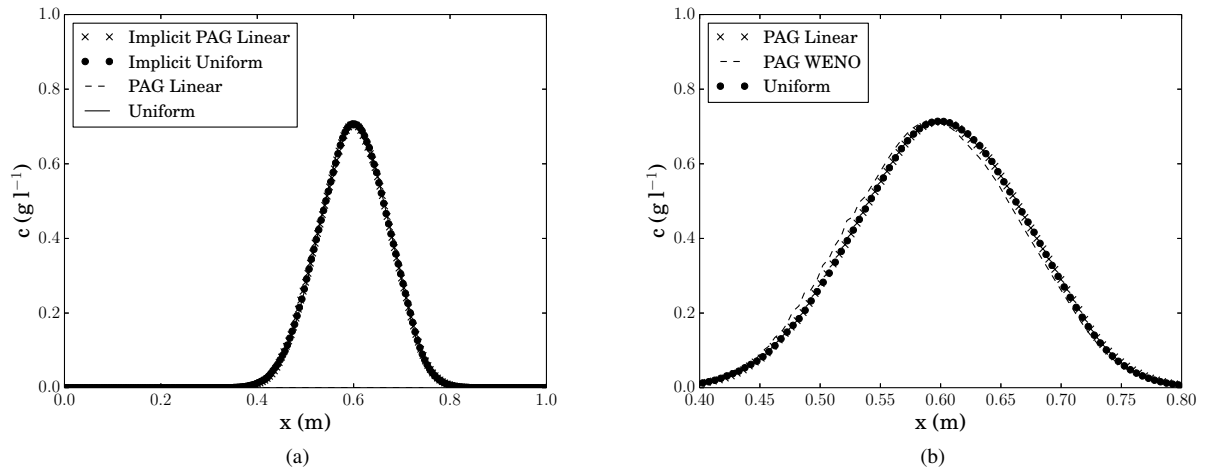 1.0
0.8
0.6
0.4
0.2
0.0
c (g l⁻¹)
× × Implicit PAG Linear
● ● Implicit Uniform
-- PAG Linear
— Uniform
0.0 0.2 0.4 0.6 0.8 1.0
x (m)
(a)
1.0
0.8
0.6
0.4
0.2
0.0
c (g l⁻¹)
× × PAG Linear
-- PAG WENO
● ● Uniform
0.40 0.45 0.50 0.55 0.60 0.65 0.70 0.75 0.80
x (m)
(b)